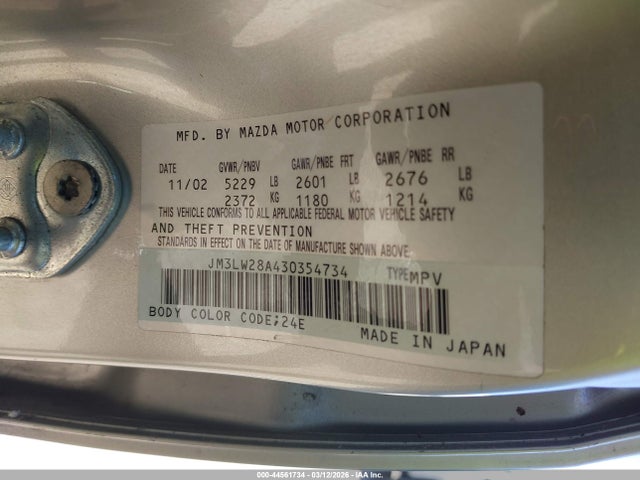 MFD. BY MAZDA MOTOR CORPORATION
DATE GVWR/PNBV GAWR/PNBE FRT GAWR/PNBE RR
11/02 5229 LB 2601 LB 2676 LB
2372 KG 1180 KG 1214 KG
THIS VEHICLE CONFORMS TO ALL APPLICABLE FEDERAL MOTOR VEHICLE SAFETY
AND THEFT PREVENTION
STANDARDS IN EFFECT ON THE DATE OF MANUFACTURE SHOWN ABOVE.
JM3LW28A430354734 TYPE MPV
BODY COLOR CODE;24E
MADE IN JAPAN
000-44561734 - 03/12/2026 - IAA Inc.